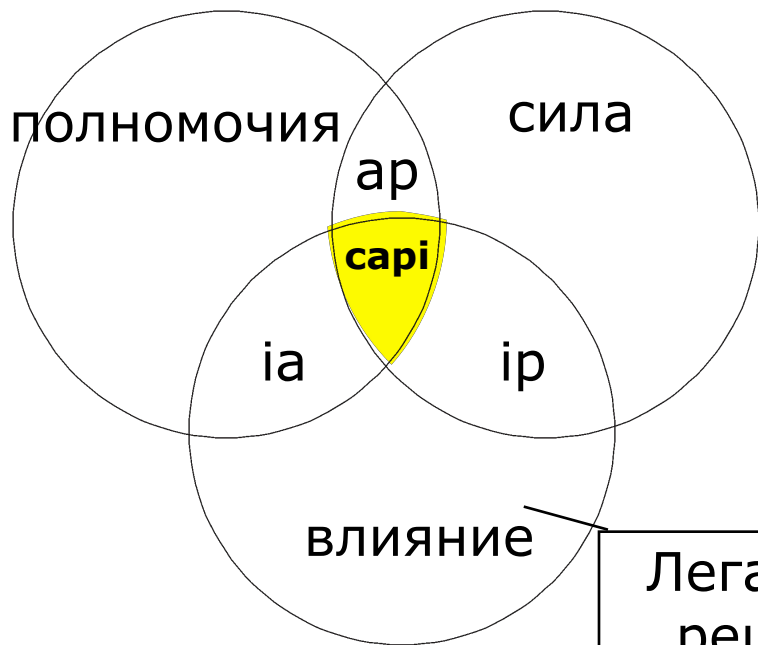 полномочия
сила
ap
capi
ia
ip
влияние